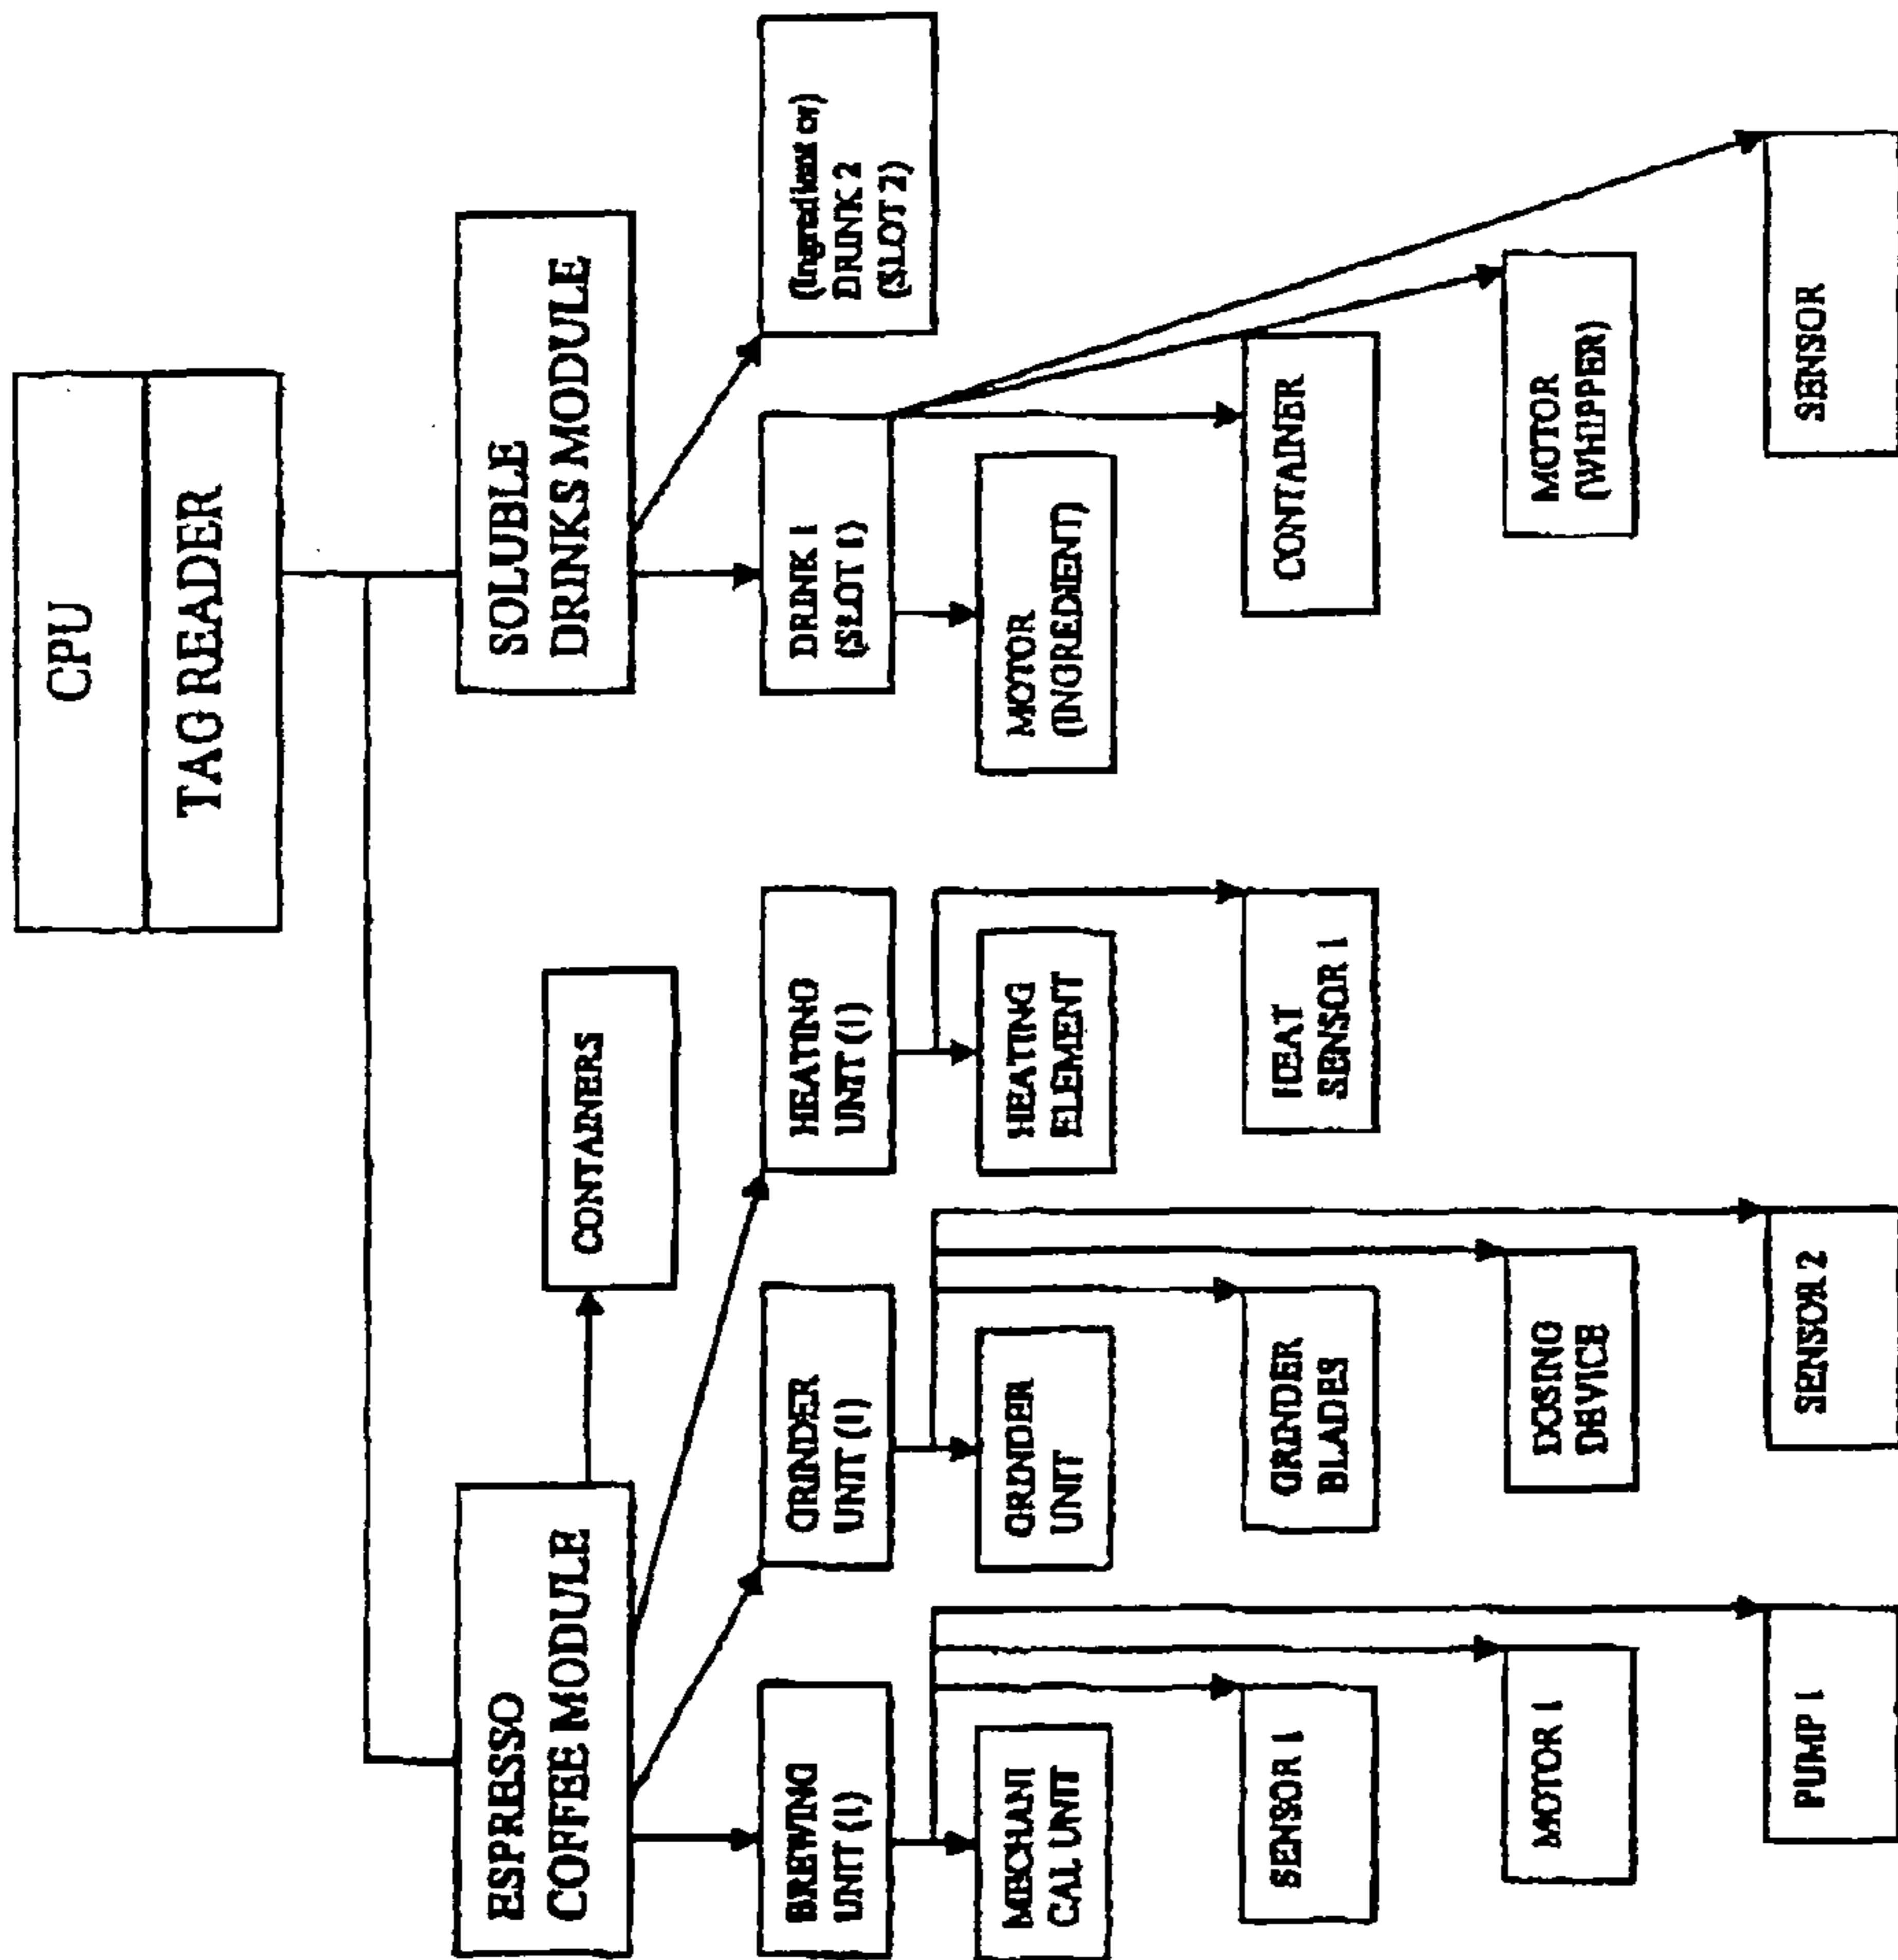 CPU
TAG READER
ESPRESSO
COFFEE MODULE
SOLUBLE
DRINKS MODULE
CONTAINERS
BREWING
UNIT (1)
GRINDER
UNIT (1)
HEATING
UNIT (1)
DRINK 1
(SLOT 1)
(Ingredient or)
DRINK 2
(SLOT 2)
MECHANI
CAL UNIT
GRINDER
UNIT
HEATING
ELEMENT
MOTOR
(INGREDIENT)
SENSOR 1
GRINDER
BLADES
HEAT
SENSOR 1
CONTAINER
MOTOR 1
DOSING
DEVICE
MOTOR
(WHIPPER)
PUMP 1
SENSOR 2
SENSOR